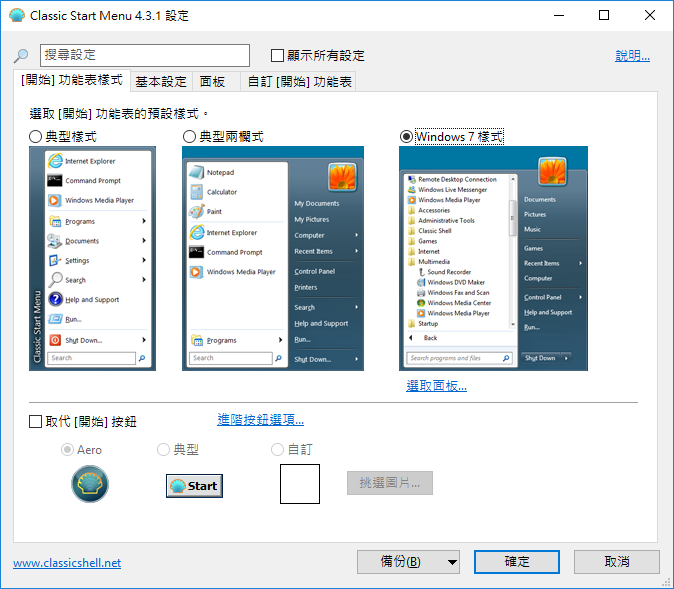 Classic Start Menu 4.3.1 設定
搜尋設定
顯示所有設定
說明...
[開始] 功能表樣式
基本設定
面板
自訂 [開始] 功能表
選取 [開始] 功能表的預設樣式。
典型樣式
典型兩欄式
Windows 7 樣式
Classic Start Menu
Internet Explorer
Command Prompt
Windows Media Player
Programs
Documents
Settings
Search
Help and Support
Run...
Shut Down...
Search
Notepad
Calculator
Paint
Internet Explorer
Command Prompt
Windows Media Player
Programs
Search
My Documents
My Pictures
Computer
Recent Items
Control Panel
Printers
Search
Help and Support
Run...
Shut Down...
Remote Desktop Connection
Windows Live Messenger
Windows Media Player
Accessories
Administrative Tools
Classic Shell
Games
Internet
Multimedia
Sound Recorder
Windows DVD Maker
Windows Fax and Scan
Windows Media Center
Windows Media Player
Startup
Back
Search programs and files
Documents
Pictures
Music
Games
Recent Items
Computer
Control Panel
Help and Support
Run...
Shut Down
選取面板...
取代 [開始] 按鈕
進階按鈕選項...
Aero
典型
自訂
Start
挑選圖片...
www.classicshell.net
備份(B)
確定
取消